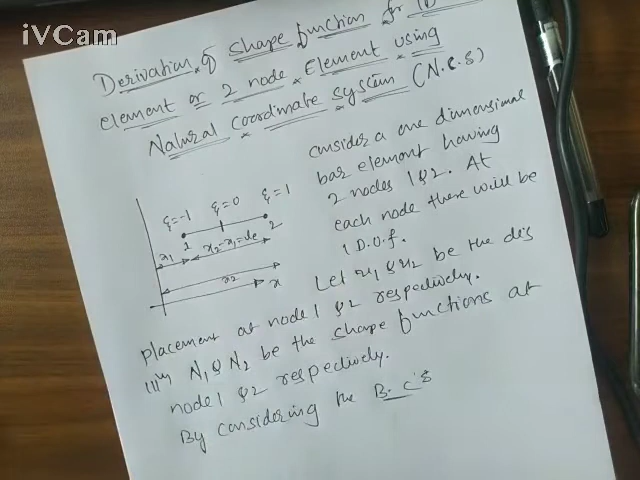 iVCam
Derivation of shape function for 1D
element or 2 node Element using
Natural coordinate system (N.C.S)
consider a one dimensional
bar element having
2 nodes 1 & 2. At
each node there will be
1 D.O.f.
ξ=-1 ξ=0 ξ=1
1 2
x1 x2-x1=le
x2
x
Let u1 & u2 be the dis
placement at node 1 & 2 respectively.
|||ly N1 & N2 be the shape functions at
node 1 & 2 respectively.
By considering the B.C's